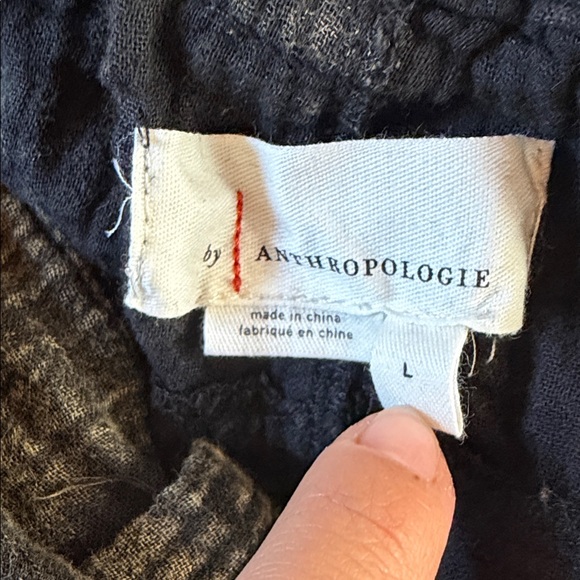 by ANTHROPOLOGIE
made in china
fabriqué en chine
L